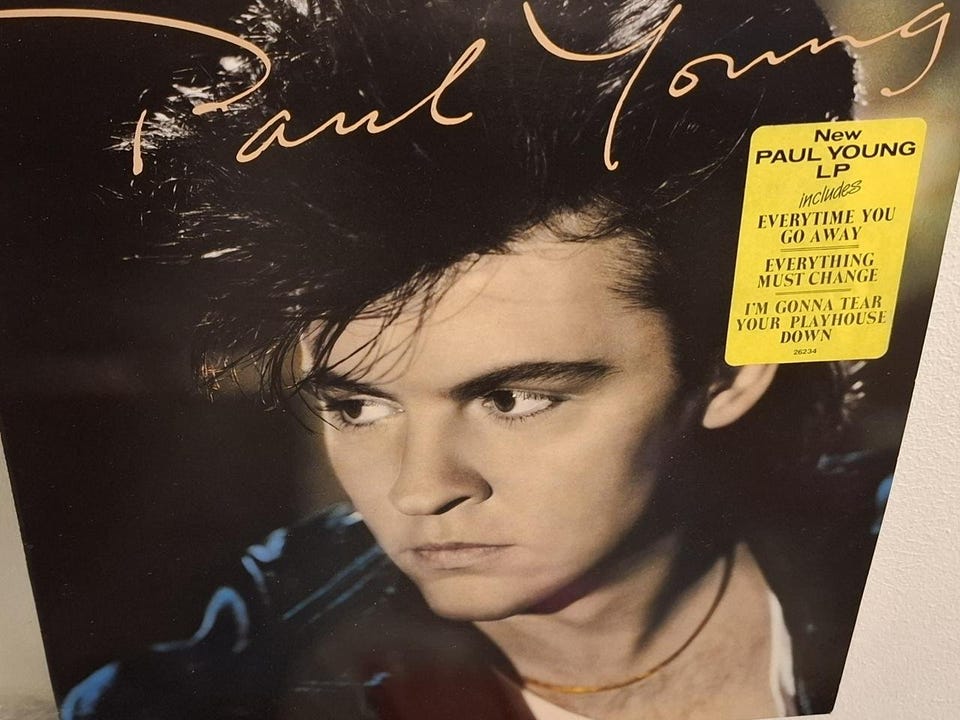 Paul Young
New
PAUL YOUNG
LP
includes
EVERYTIME YOU
GO AWAY
EVERYTHING
MUST CHANGE
I'M GONNA TEAR
YOUR PLAYHOUSE
DOWN
26234